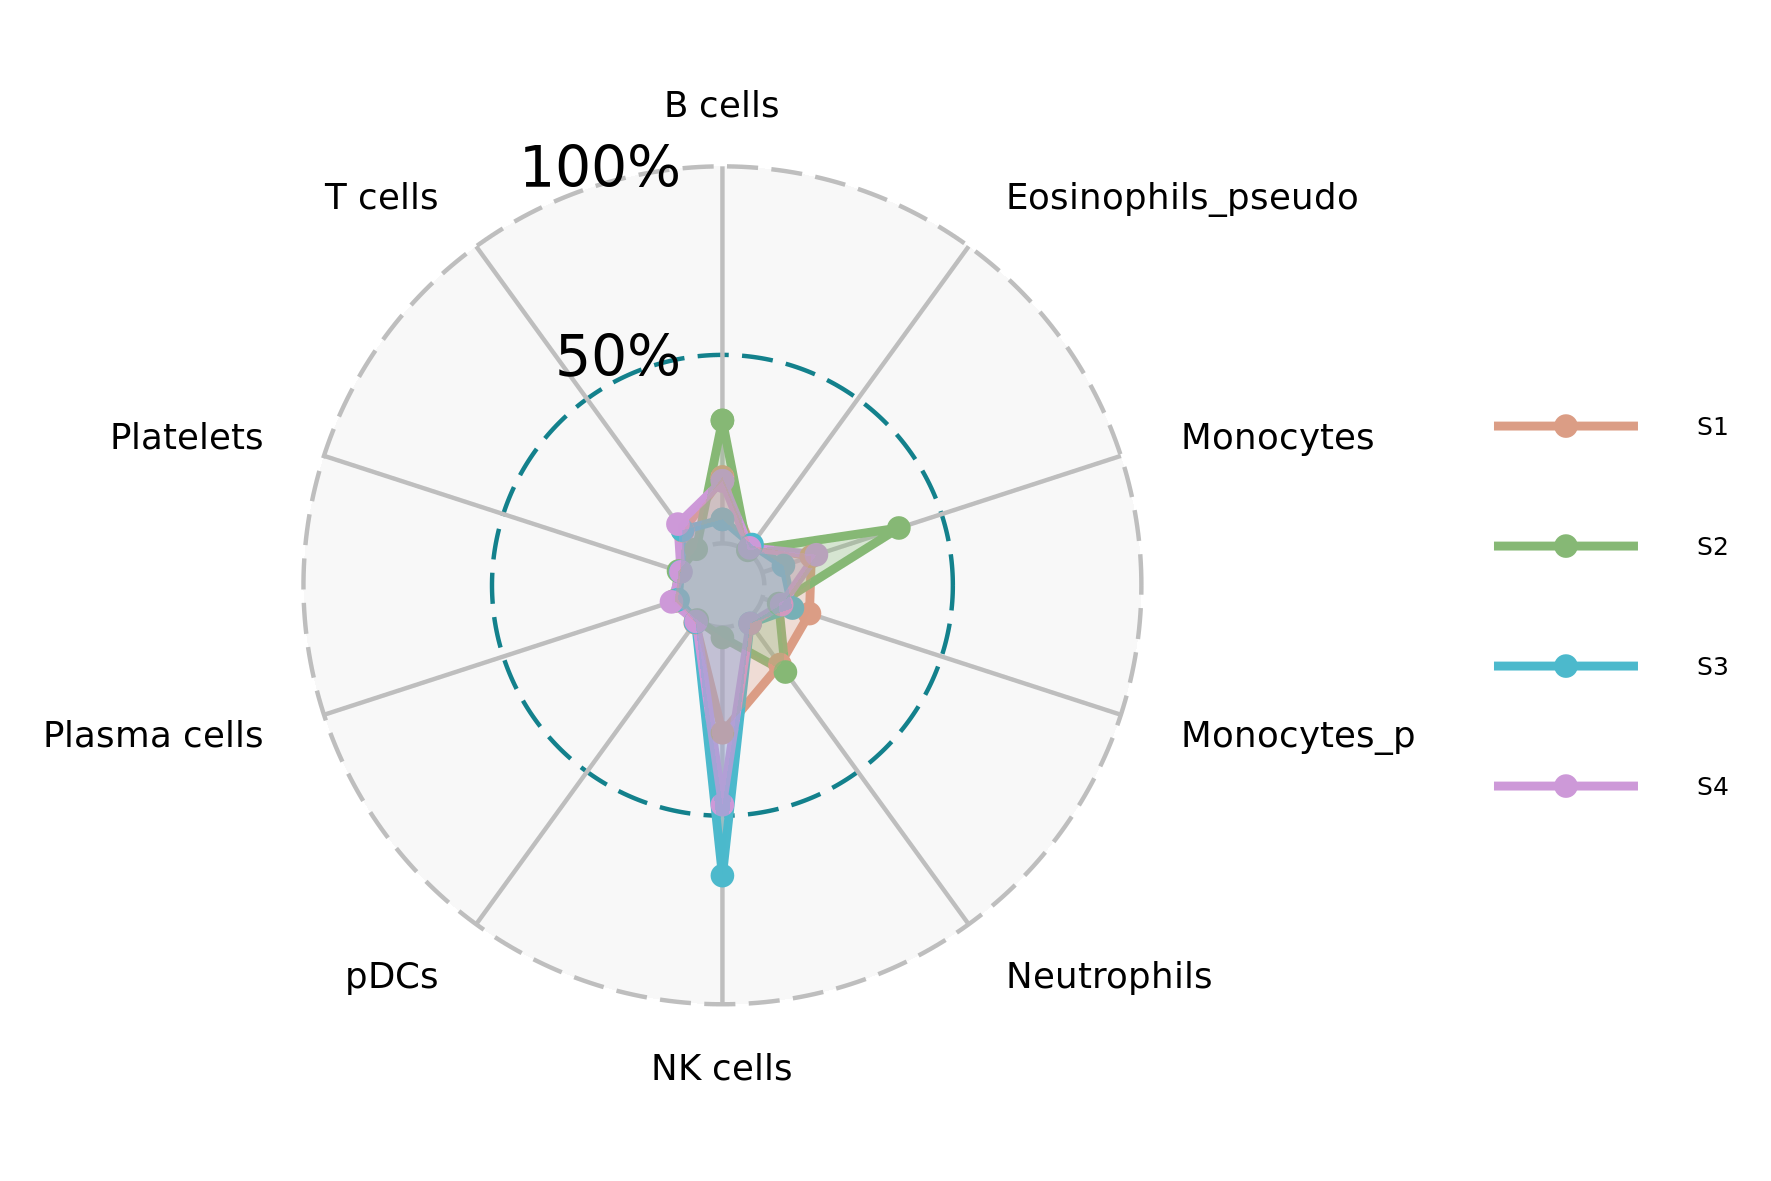 B cells
100%
T cells
Eosinophils_pseudo
50%
Platelets
Monocytes
S1
S2
S3
Plasma cells
Monocytes_p
S4
pDCs
Neutrophils
NK cells